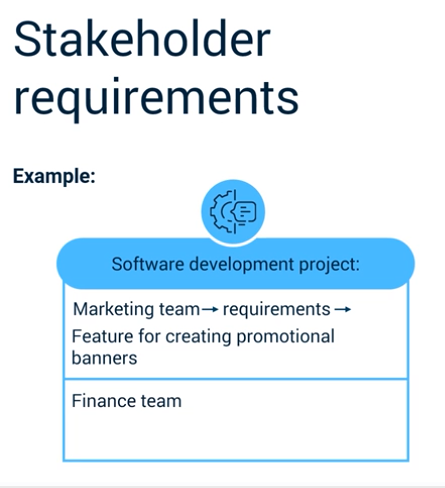 Stakeholder
requirements
Example:
Software development project:
Marketing team→ requirements →
Feature for creating promotional
banners
Finance team